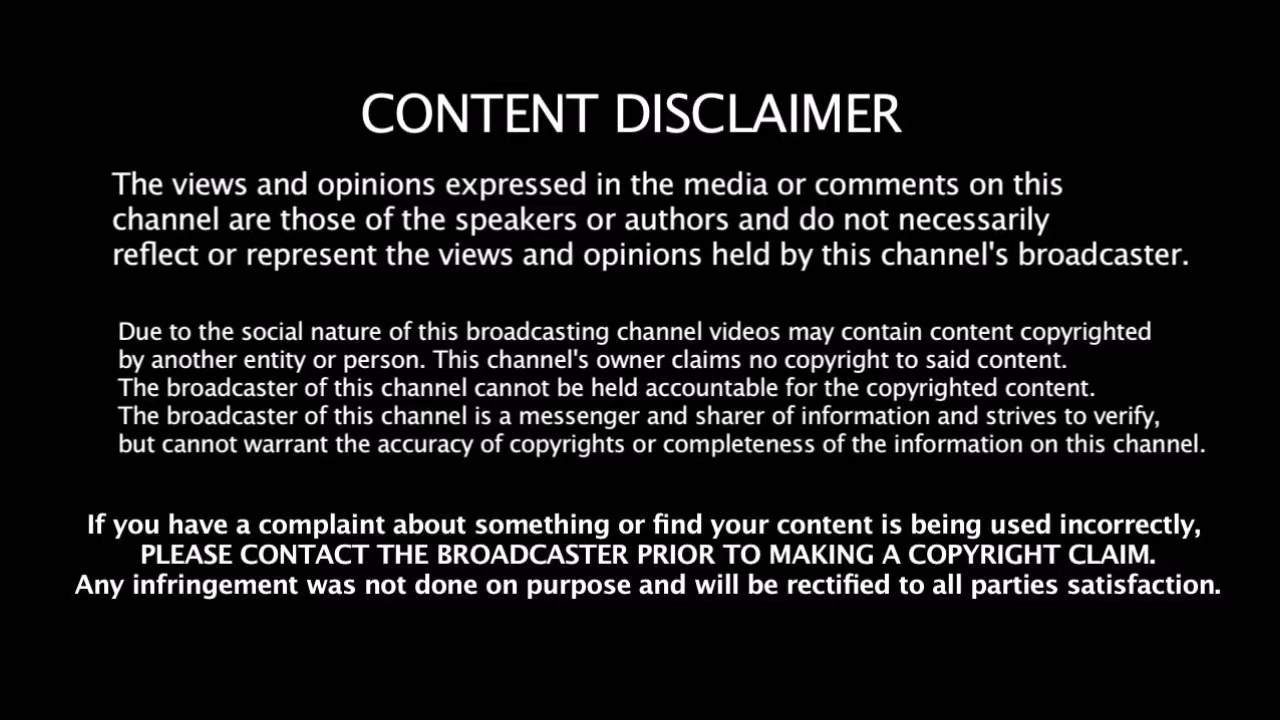 CONTENT DISCLAIMER
The views and opinions expressed in the media or comments on this
channel are those of the speakers or authors and do not necessarily
reflect or represent the views and opinions held by this channel's broadcaster.
Due to the social nature of this broadcasting channel videos may contain content copyrighted
by another entity or person. This channel's owner claims no copyright to said content.
The broadcaster of this channel cannot be held accountable for the copyrighted content.
The broadcaster of this channel is a messenger and sharer of information and strives to verify,
but cannot warrant the accuracy of copyrights or completeness of the information on this channel.
If you have a complaint about something or find your content is being used incorrectly,
PLEASE CONTACT THE BROADCASTER PRIOR TO MAKING A COPYRIGHT CLAIM.
Any infringement was not done on purpose and will be rectified to all parties satisfaction.